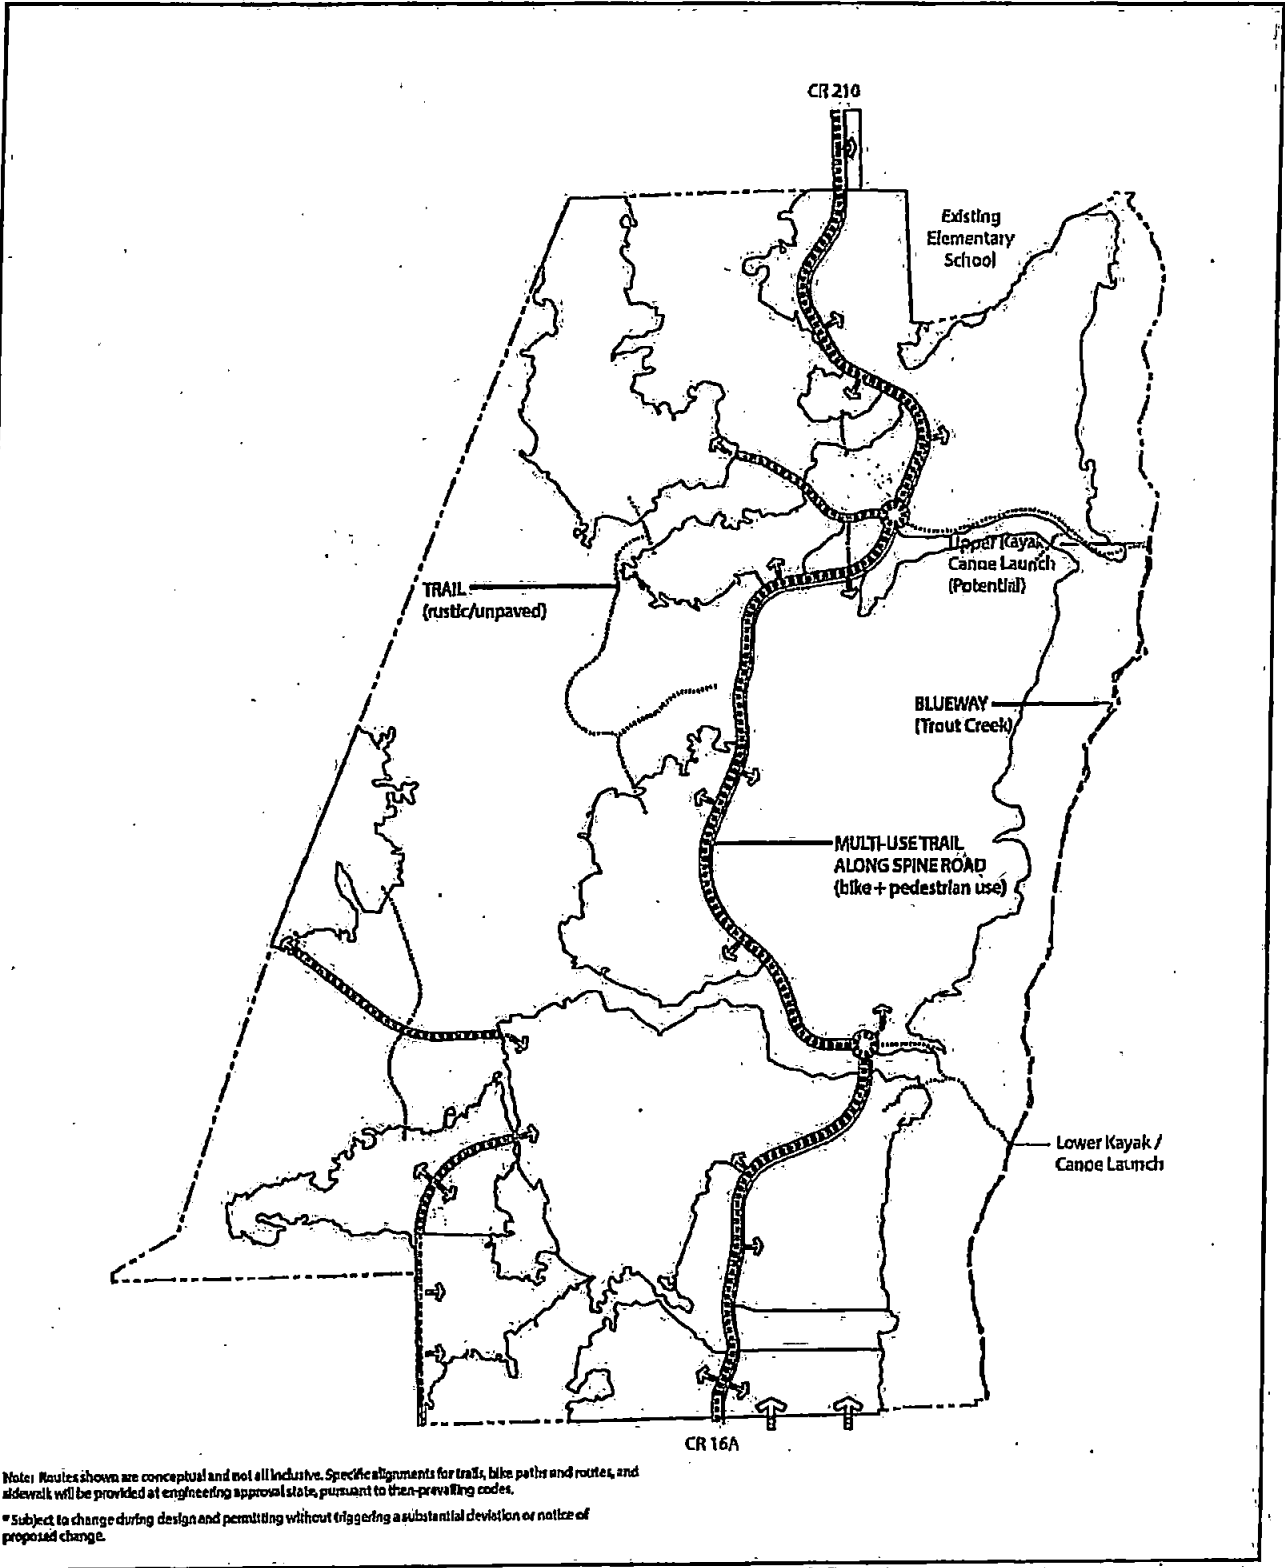 CR 210
Existing
Elementary
School
Upper Kayak
Canoe Launch
(Potential)
TRAIL
(rustic/unpaved)
BLUEWAY
(Trout Creek)
MULTI-USE TRAIL
ALONG SPINE ROAD
(bike + pedestrian use)
Lower Kayak /
Canoe Launch
CR 16A
Note: Routes shown are conceptual and not all inclusive. Specific alignments for trails, bike paths and routes, and
sidewalk will be provided at engineering approval state, pursuant to then-prevailing codes.
*Subject to change during design and permitting without triggering a substantial deviation or notice of
proposed change.